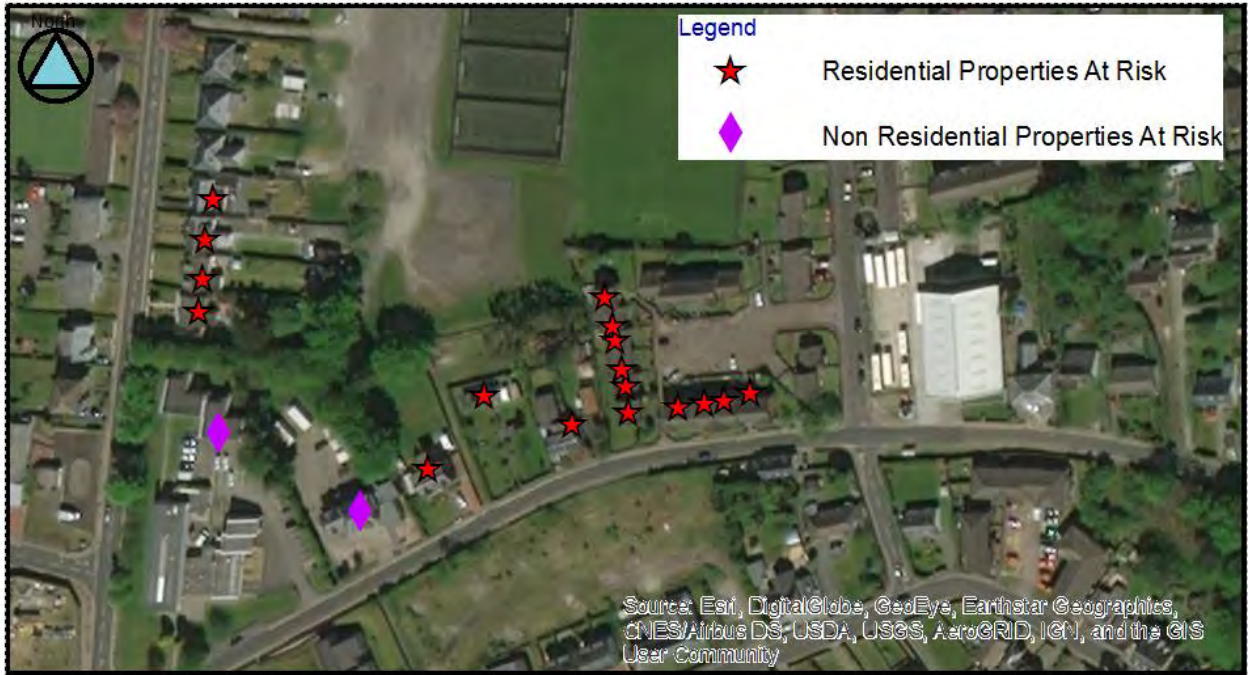 North
Legend
Residential Properties At Risk
Non Residential Properties At Risk
Source: Esri, DigitalGlobe, GeoEye, Earthstar Geographics,
CNES/Airbus DS, USDA, USGS, AeroGRID, IGN, and the GIS
User Community